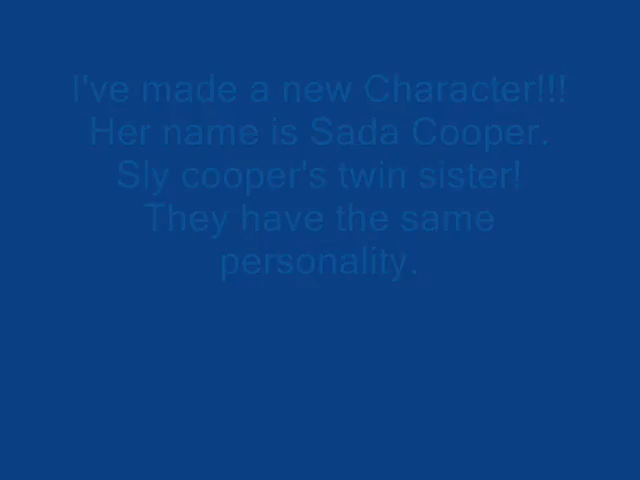 I've made a new Character!!!
Her name is Sada Cooper.
Sly cooper's twin sister!
They have the same
personality.